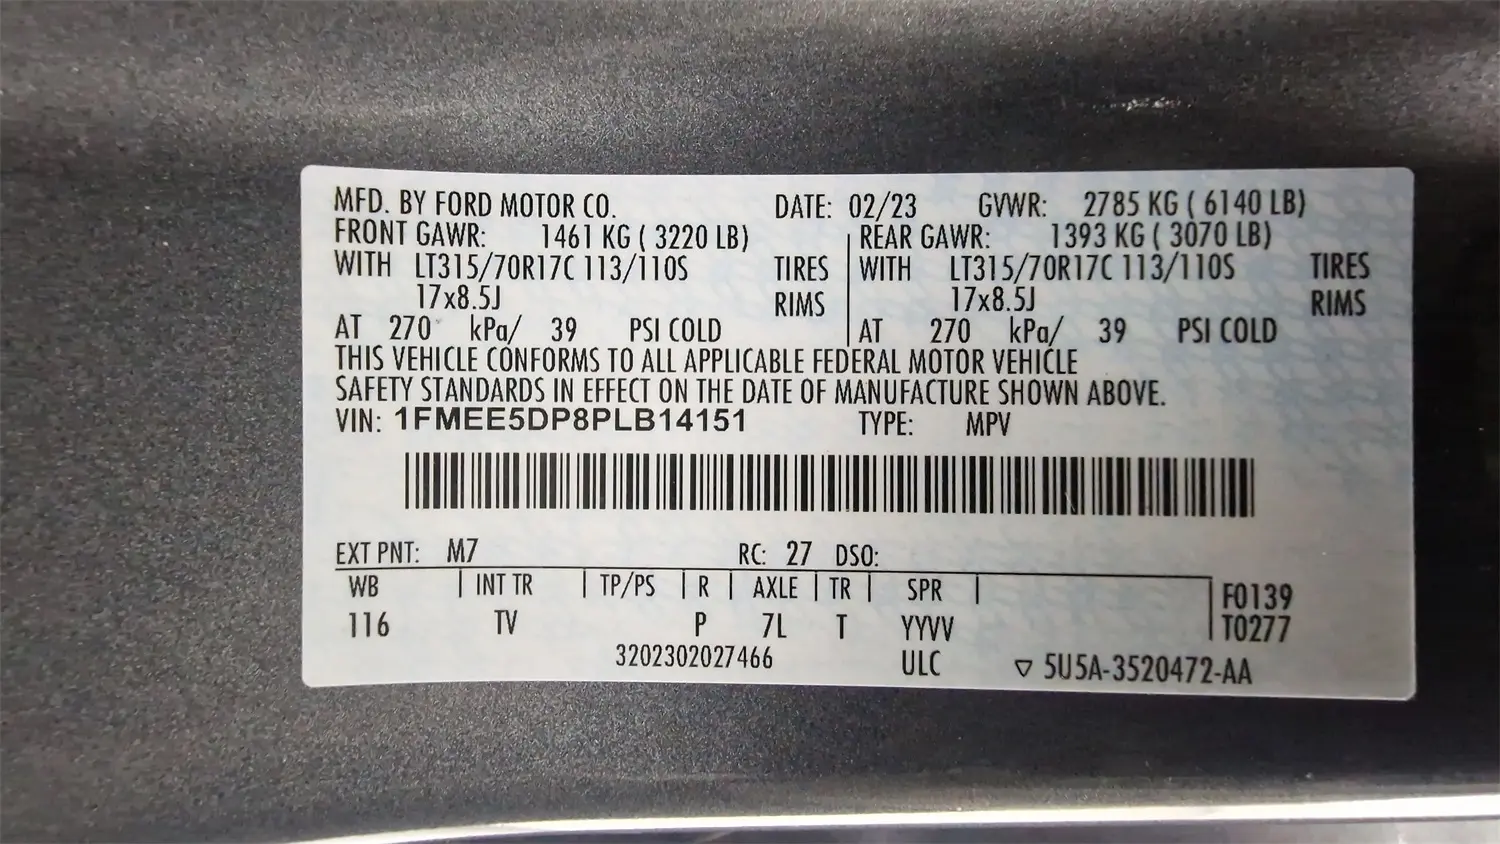 MFD. BY FORD MOTOR CO. DATE: 02/23 GVWR: 2785 KG ( 6140 LB)
FRONT GAWR: 1461 KG ( 3220 LB) REAR GAWR: 1393 KG ( 3070 LB)
WITH LT315/70R17C 113/110S TIRES WITH LT315/70R17C 113/110S TIRES
17x8.5J RIMS 17x8.5J RIMS
AT 270 kPa/ 39 PSI COLD AT 270 kPa/ 39 PSI COLD
THIS VEHICLE CONFORMS TO ALL APPLICABLE FEDERAL MOTOR VEHICLE
SAFETY STANDARDS IN EFFECT ON THE DATE OF MANUFACTURE SHOWN ABOVE.
VIN: 1FMEE5DP8PLB14151 TYPE: MPV
EXT PNT: M7 RC: 27 DSO:
WB INT TR TP/PS R AXLE TR SPR F0139
116 TV P 7L T YYVV T0277
3202302027466 ULC ▽ 5U5A-3520472-AA